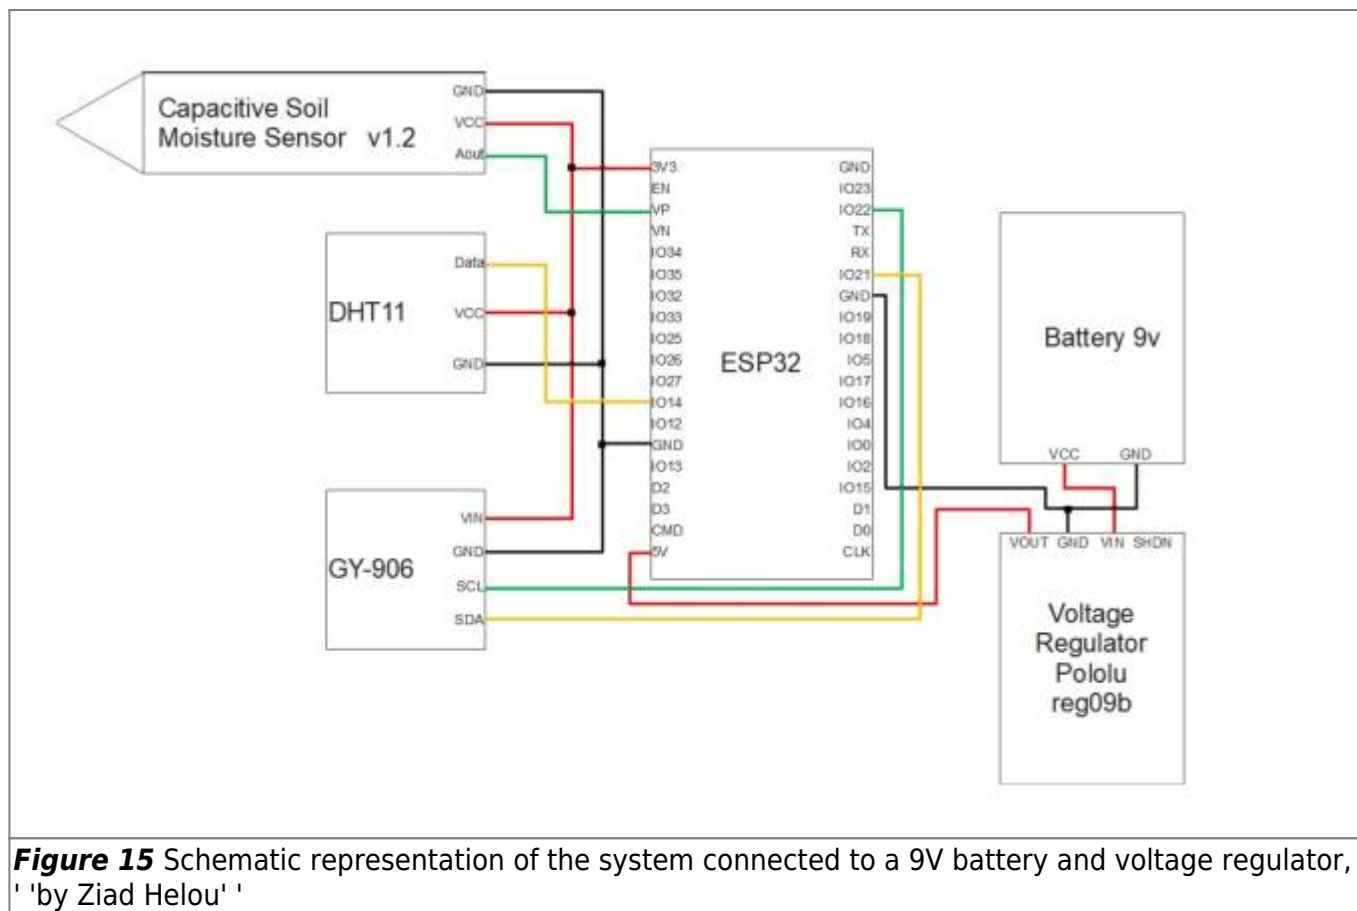 Capacitive Soil
Moisture Sensor v1.2
GND
VCC
Aout
DHT11
Data
VCC
GND
GY-906
VIN
GND
SCL
SDA
ESP32
3V3
EN
VP
VN
IO34
IO35
IO32
IO33
IO25
IO26
IO27
IO14
IO12
GND
IO13
D2
D3
CMD
5V
GND
IO23
IO22
TX
RX
IO21
GND
IO19
IO18
IO5
IO17
IO16
IO4
IO0
IO2
IO15
D1
D0
CLK
Battery 9v
VCC GND
VOUT GND VIN SHDN
Voltage
Regulator
Pololu
reg09b
Figure 15 Schematic representation of the system connected to a 9V battery and voltage regulator,
' 'by Ziad Helou' '